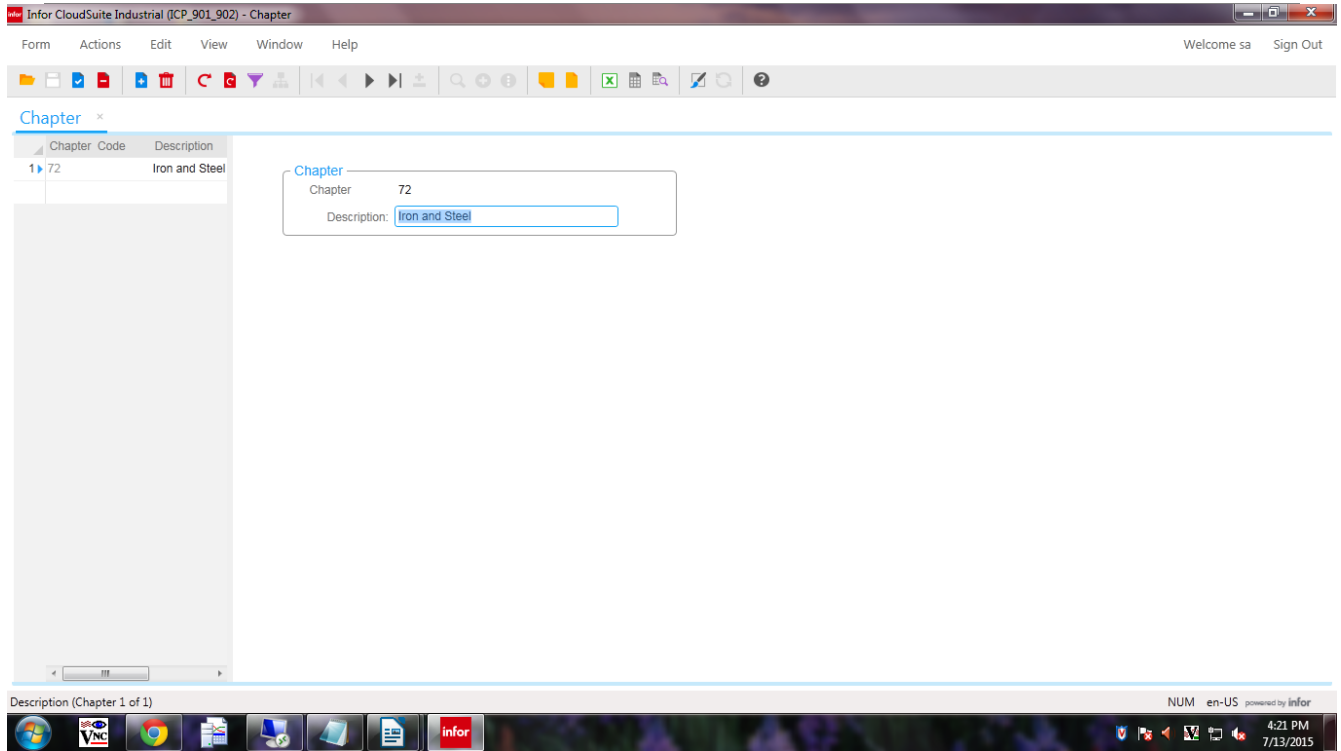 infor Infor CloudSuite Industrial (ICP_901_902) - Chapter
Form Actions Edit View Window Help Welcome sa Sign Out
Chapter ×
Chapter Code Description
1 72 Iron and Steel
Chapter
Chapter 72
Description: Iron and Steel
Description (Chapter 1 of 1) NUM en-US powered by infor
VNC infor 4:21 PM
7/13/2015